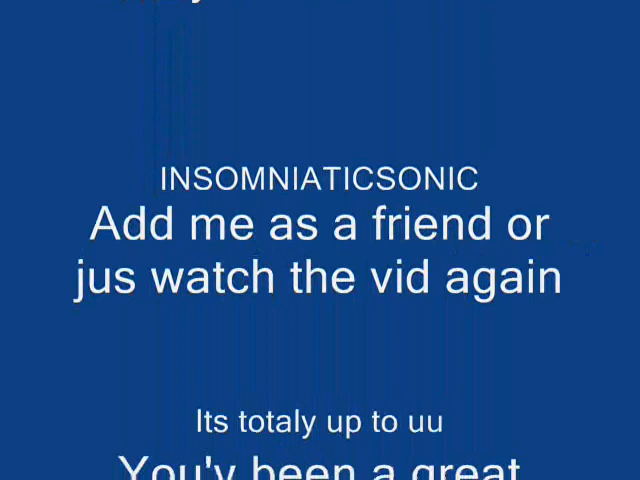 INSOMNIATICSONIC
Add me as a friend or
jus watch the vid again
Its totaly up to uu
You'v been a great